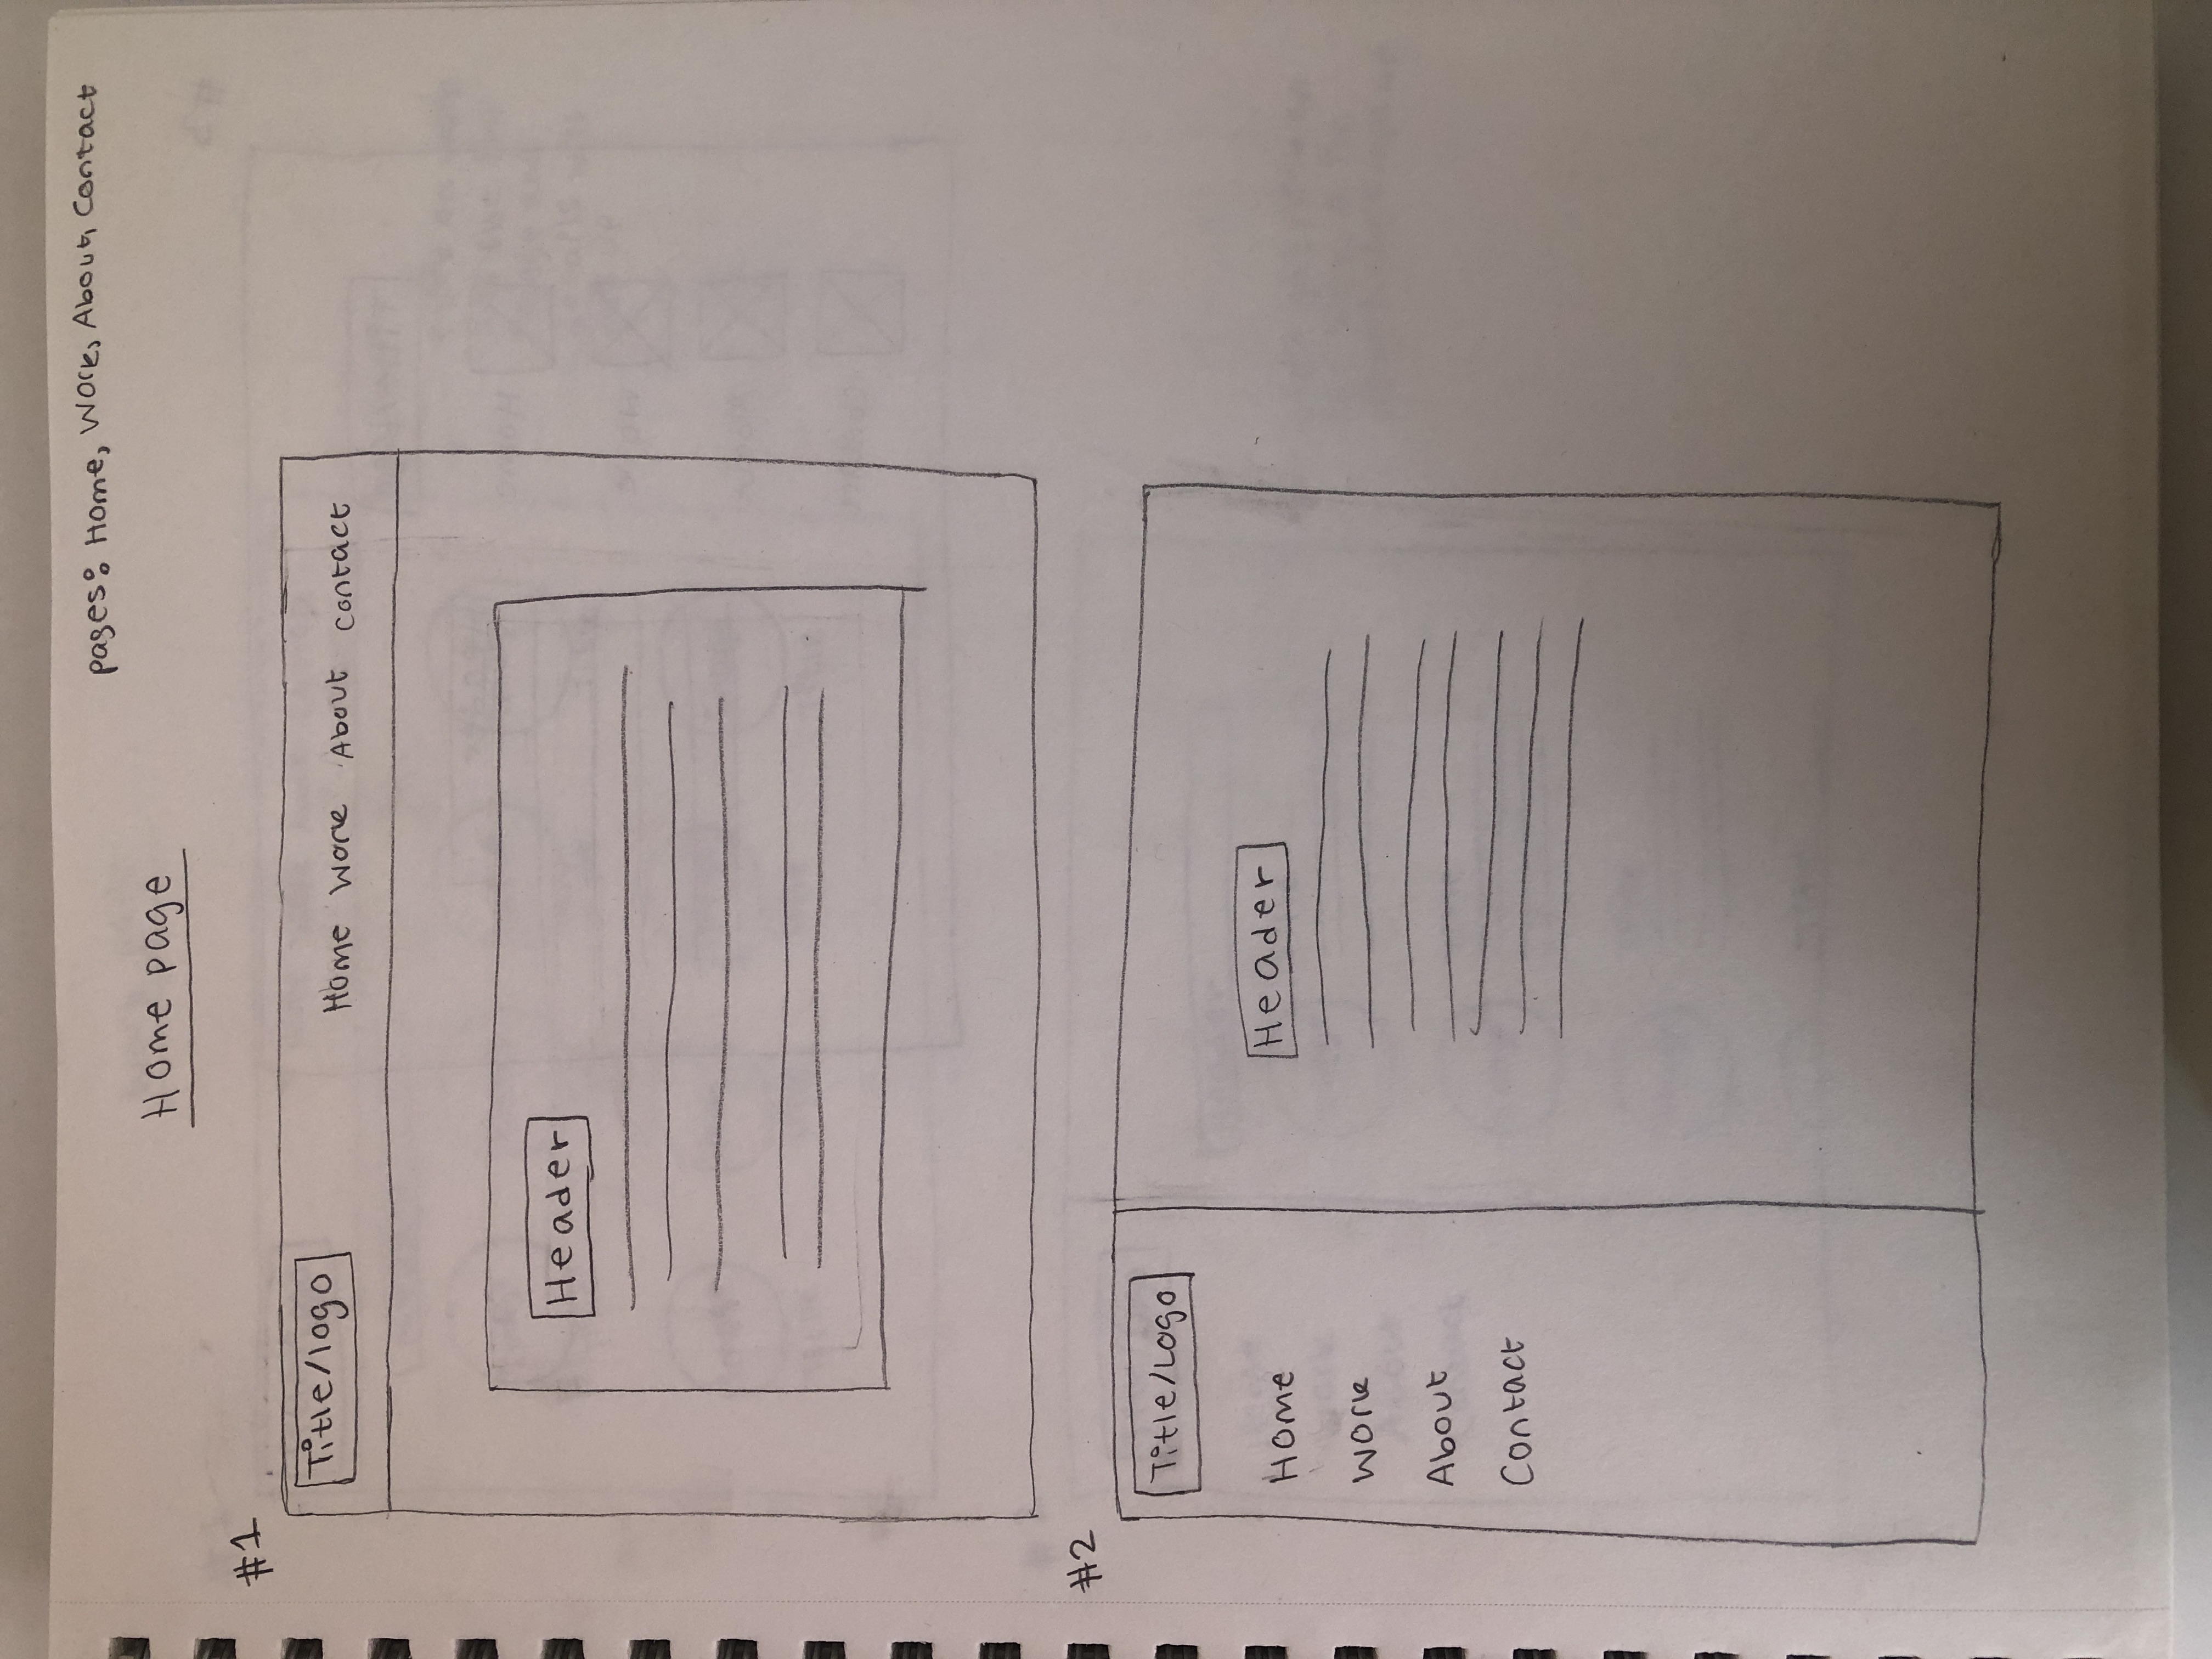 pages: Home, Work, About, Contact
Home page
#1
Title/logo
Home Work About contact
Header
#2
Title/Logo
Home
Work
About
Contact
Header